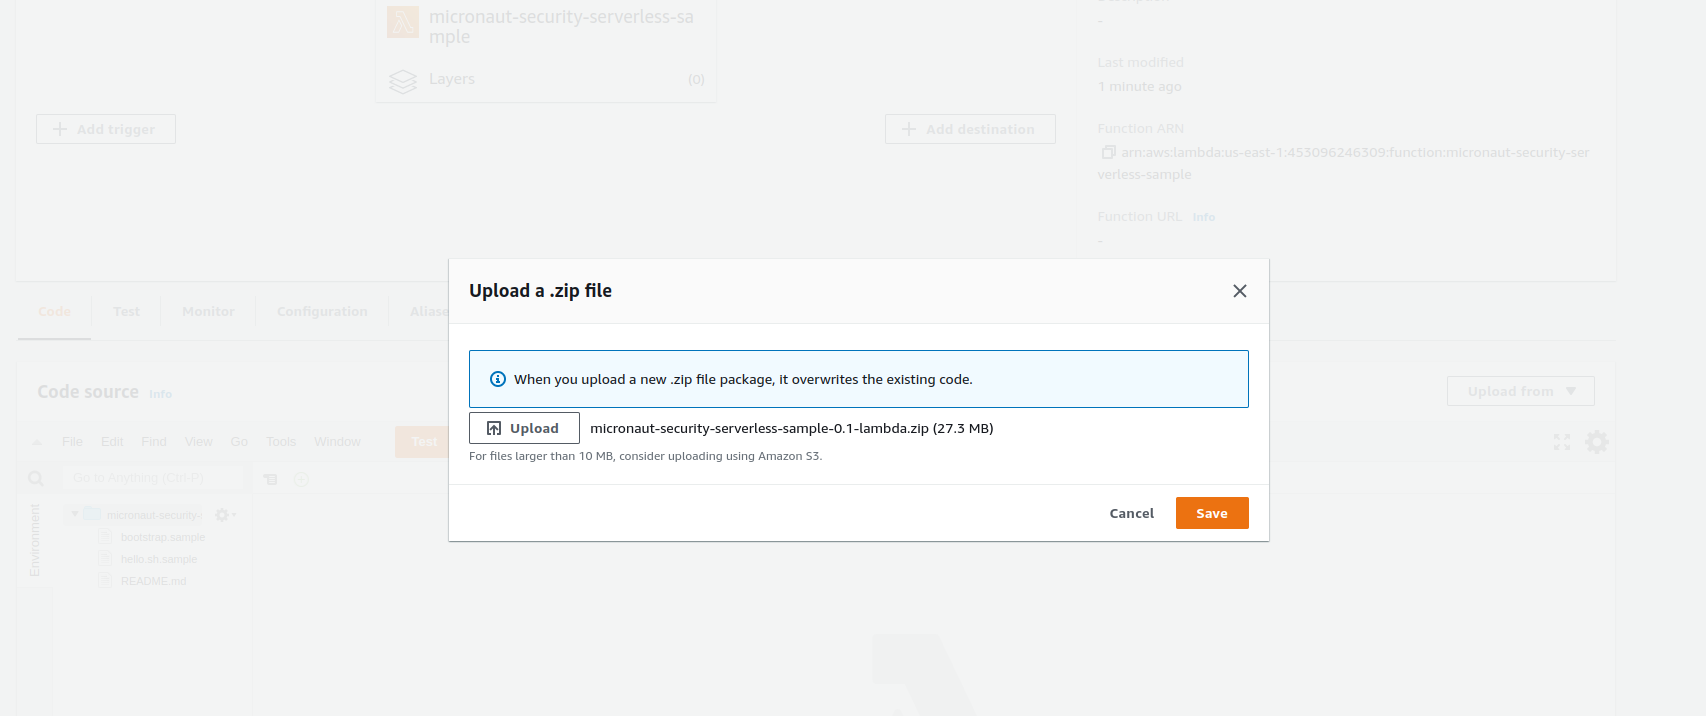 micronaut-security-serverless-sa
mple
Layers
(0)
Add trigger
Add destination
-
Last modified
1 minute ago
Function ARN
arn:aws:lambda:us-east-1:453096246309:function:micronaut-security-ser
verless-sample
Function URL Info
-
Code
Test
Monitor
Configuration
Aliase
Code source Info
Upload from
File Edit Find View Go Tools Window
Test
Go to Anything (Ctrl-P)
Environment
micronaut-security-
bootstrap.sample
hello.sh.sample
README.md
Upload a .zip file
When you upload a new .zip file package, it overwrites the existing code.
Upload micronaut-security-serverless-sample-0.1-lambda.zip (27.3 MB)
For files larger than 10 MB, consider uploading using Amazon S3.
Cancel Save